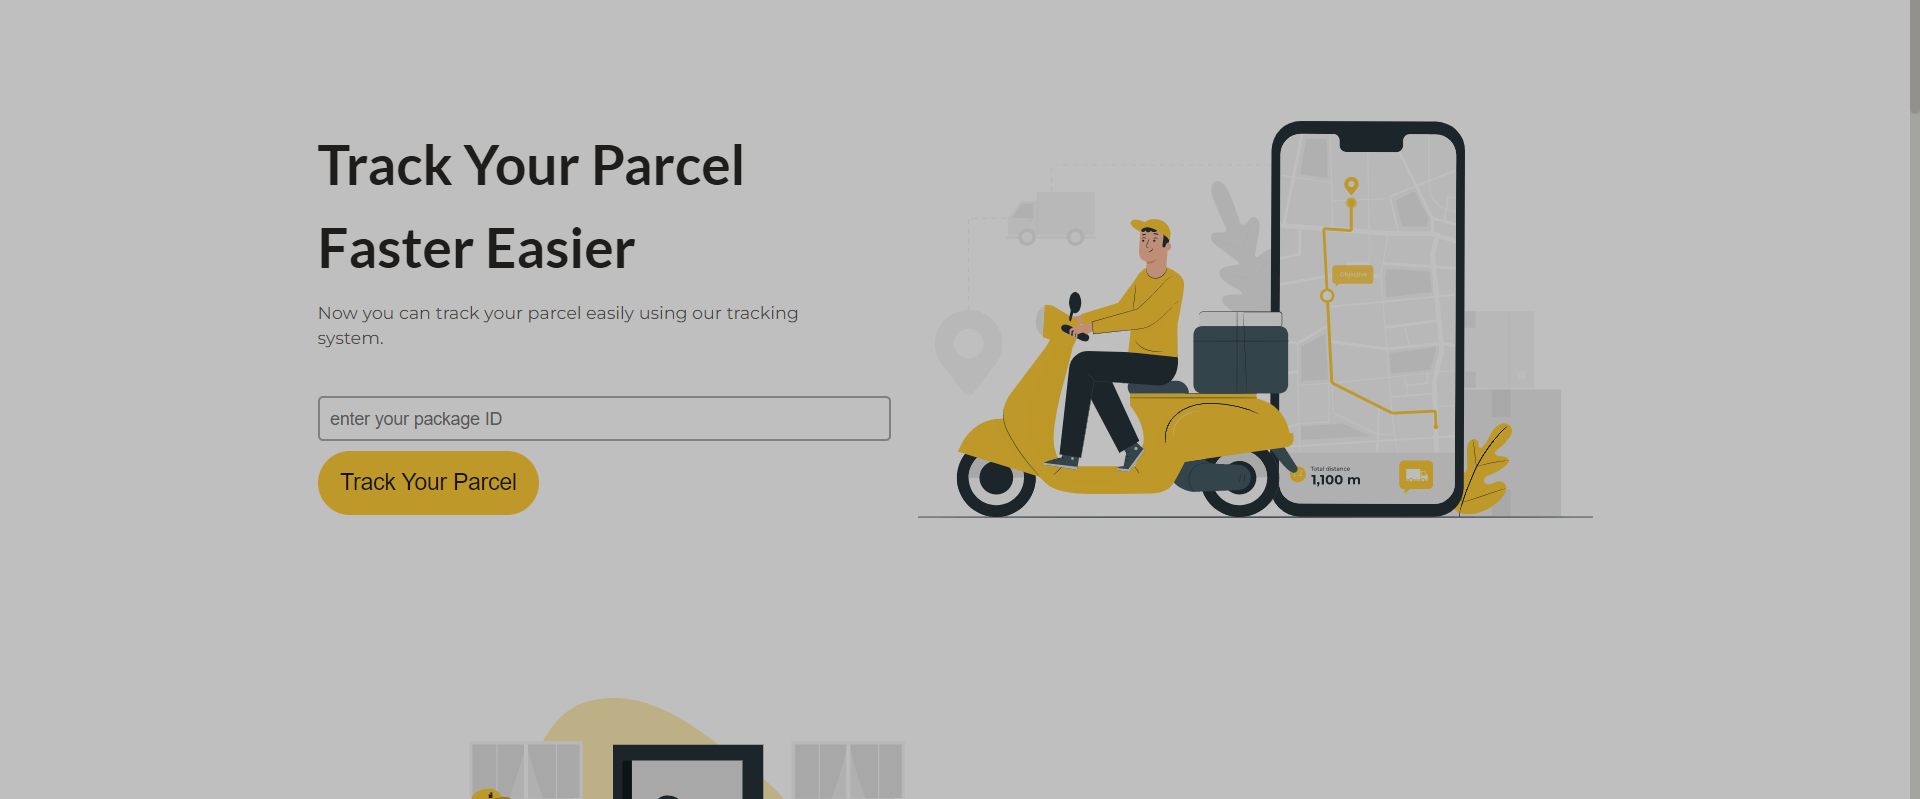 Track Your Parcel
Faster Easier
Now you can track your parcel easily using our tracking
system.
enter your package ID
Track Your Parcel
Objective
Total distance
1,100 m